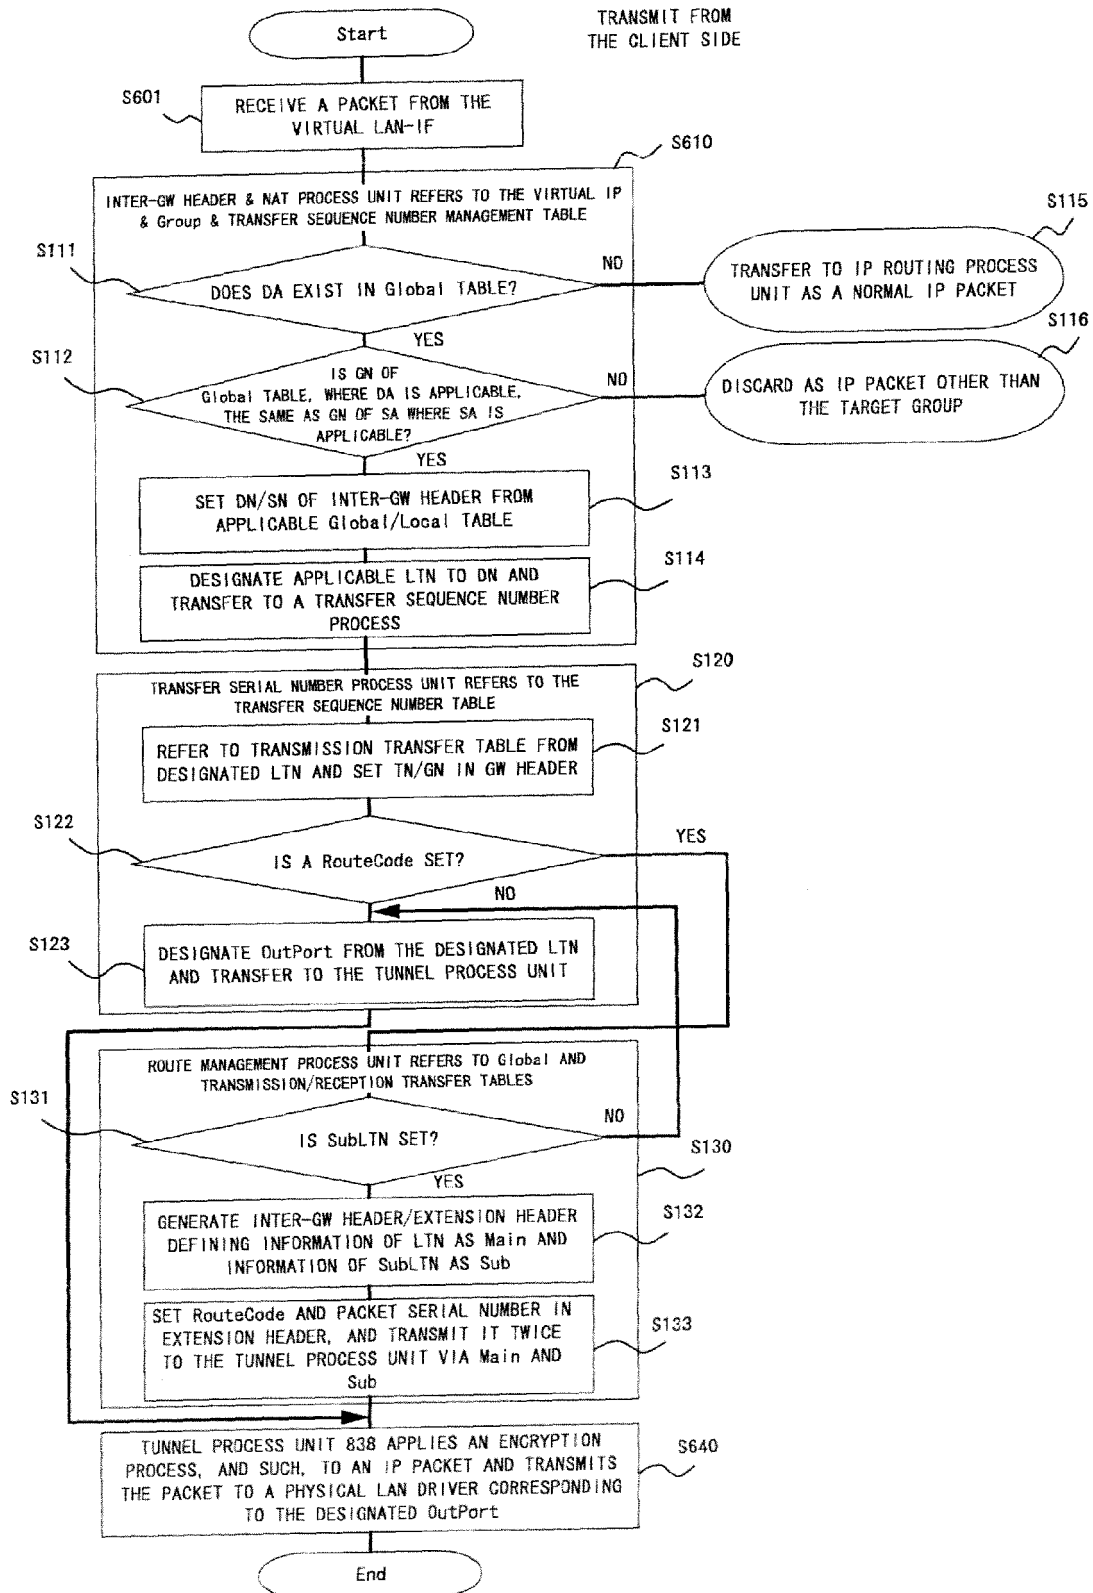 TRANSMIT FROM
THE CLIENT SIDE
Start
S601
RECEIVE A PACKET FROM THE
VIRTUAL LAN-IF
S610
INTER-GW HEADER & NAT PROCESS UNIT REFERS TO THE VIRTUAL IP
& Group & TRANSFER SEQUENCE NUMBER MANAGEMENT TABLE
S111
DOES DA EXIST IN Global TABLE?
NO
S115
TRANSFER TO IP ROUTING PROCESS
UNIT AS A NORMAL IP PACKET
YES
S112
IS GN OF
Global TABLE, WHERE DA IS APPLICABLE,
THE SAME AS GN OF SA WHERE SA IS
APPLICABLE?
NO
S116
DISCARD AS IP PACKET OTHER THAN
THE TARGET GROUP
YES
S113
SET DN/SN OF INTER-GW HEADER FROM
APPLICABLE Global/Local TABLE
S114
DESIGNATE APPLICABLE LTN TO DN AND
TRANSFER TO A TRANSFER SEQUENCE NUMBER
PROCESS
S120
TRANSFER SERIAL NUMBER PROCESS UNIT REFERS TO THE
TRANSFER SEQUENCE NUMBER TABLE
S121
REFER TO TRANSMISSION TRANSFER TABLE FROM
DESIGNATED LTN AND SET TN/GN IN GW HEADER
S122
IS A RouteCode SET?
YES
NO
S123
DESIGNATE OutPort FROM THE DESIGNATED LTN
AND TRANSFER TO THE TUNNEL PROCESS UNIT
ROUTE MANAGEMENT PROCESS UNIT REFERS TO Global AND
TRANSMISSION/RECEPTION TRANSFER TABLES
S131
IS SubLTN SET?
NO
S130
YES
S132
GENERATE INTER-GW HEADER/EXTENSION HEADER
DEFINING INFORMATION OF LTN AS Main AND
INFORMATION OF SubLTN AS Sub
S133
SET RouteCode AND PACKET SERIAL NUMBER IN
EXTENSION HEADER, AND TRANSMIT IT TWICE
TO THE TUNNEL PROCESS UNIT VIA Main AND
Sub
S640
TUNNEL PROCESS UNIT 838 APPLIES AN ENCRYPTION
PROCESS, AND SUCH, TO AN IP PACKET AND TRANSMITS
THE PACKET TO A PHYSICAL LAN DRIVER CORRESPONDING
TO THE DESIGNATED OutPort
End